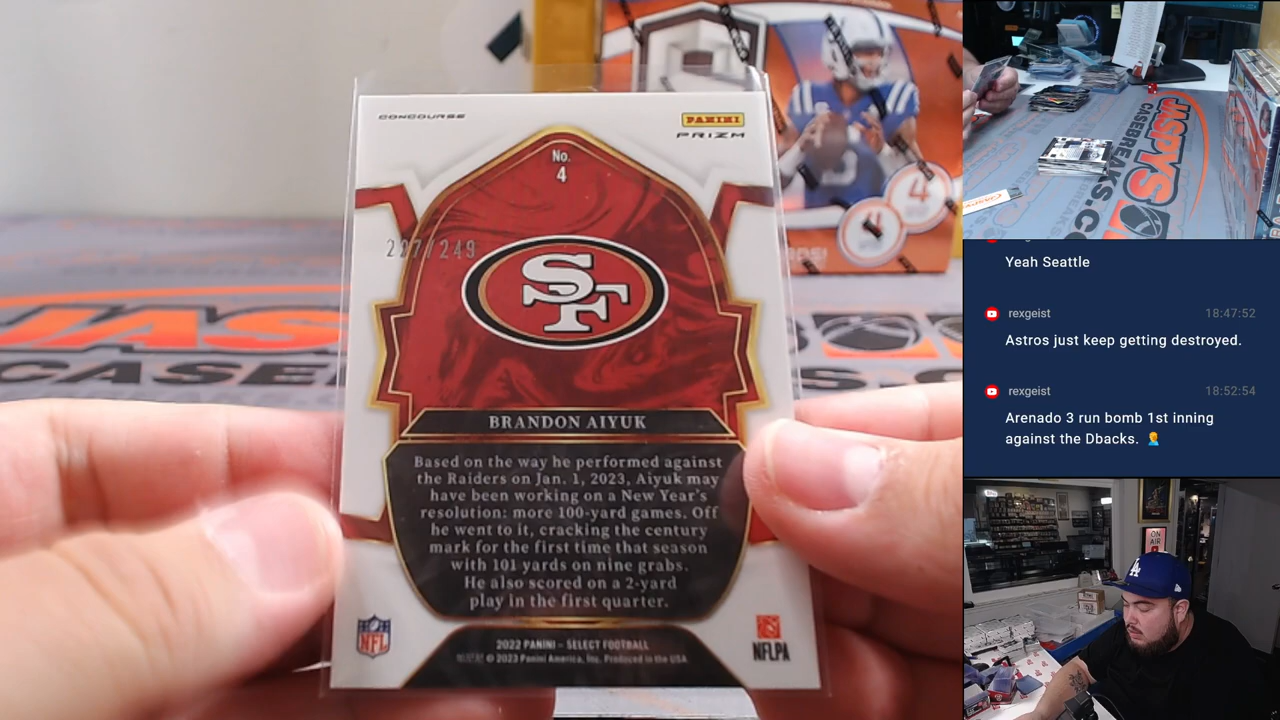 CONCOURSE
PANINI
PRIZM
No.
4
/249
SF
BRANDON AIYUK
Based on the way he performed against
the Raiders on Jan. 1, 2023, Aiyuk may
have been working on a New Year's
resolution: more 100-yard games. Off
he went to it, cracking the century
mark for the first time that season
with 101 yards on nine grabs.
He also scored on a 2-yard
play in the first quarter.
NFL
NFLPA
2022 PANINI – SELECT FOOTBALL
© 2023 Panini America, Inc. Produced in the USA
JAS
CASE
JASPYS
CASEBREAKS.C
Yeah Seattle
rexgeist 18:47:52
Astros just keep getting destroyed.
rexgeist 18:52:54
Arenado 3 run bomb 1st inning
against the Dbacks. 🤦
ON
AIR
LA